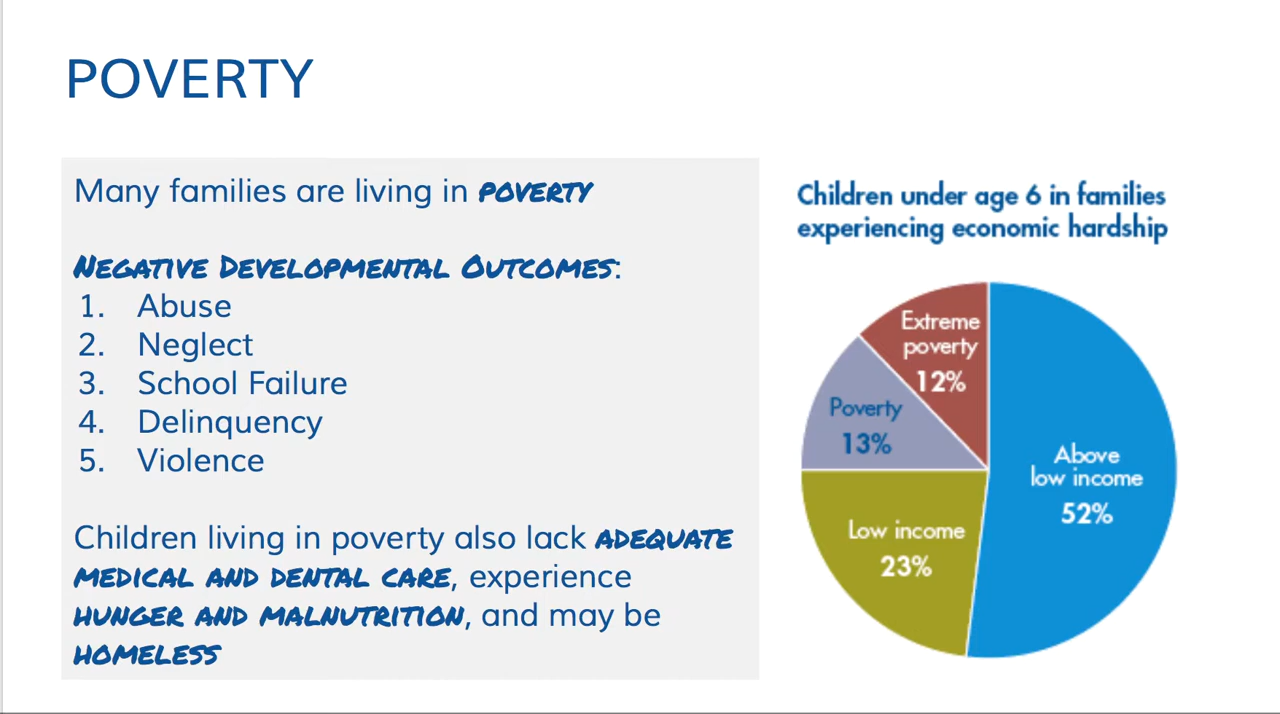 POVERTY
Many families are living in POVERTY
NEGATIVE DEVELOPMENTAL OUTCOMES:
1. Abuse
2. Neglect
3. School Failure
4. Delinquency
5. Violence
Children living in poverty also lack ADEQUATE
MEDICAL AND DENTAL CARE, experience
HUNGER AND MALNUTRITION, and may be
HOMELESS
Children under age 6 in families
experiencing economic hardship
Extreme
poverty
12%
Poverty
13%
Above
low income
52%
Low income
23%